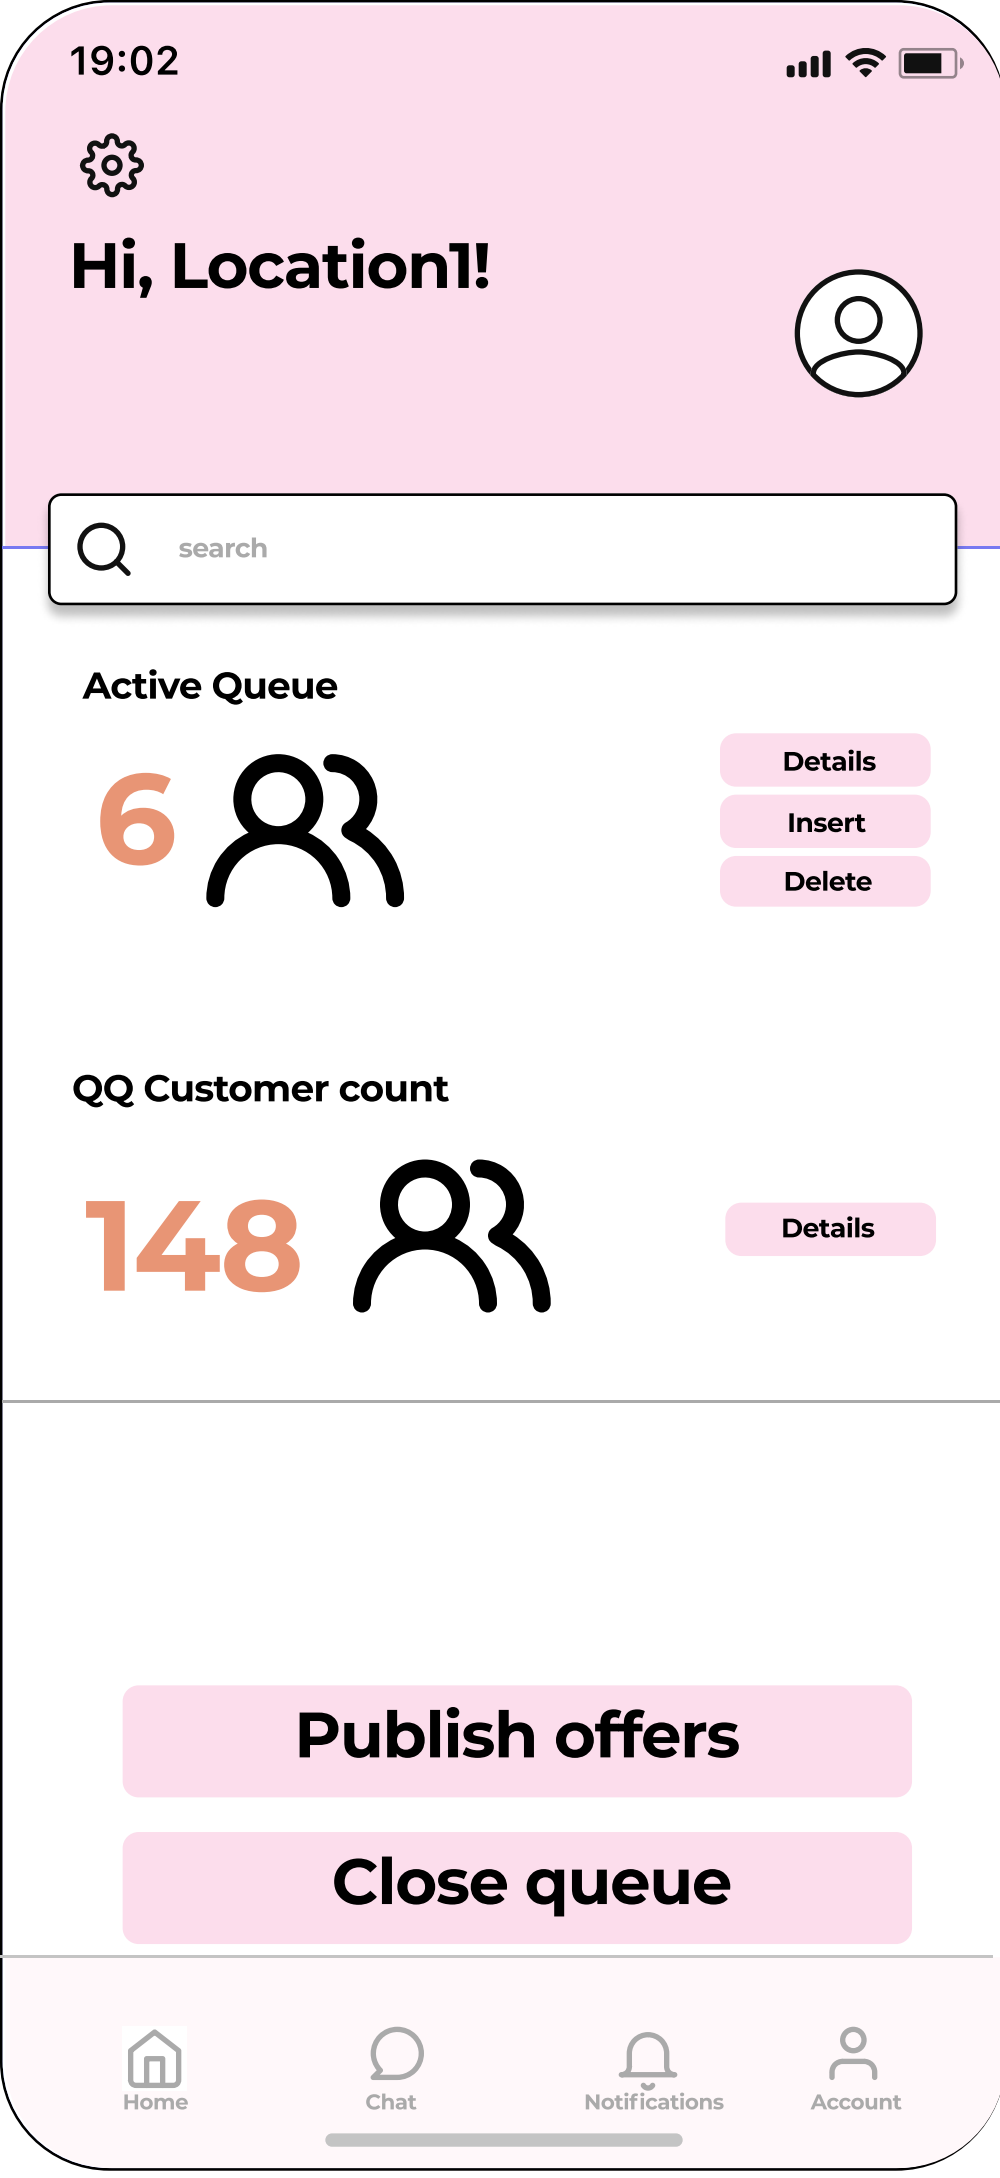 19:02
Hi, Location1!
search
Active Queue
6
Details
Insert
Delete
QQ Customer count
148
Details
Publish offers
Close queue
Home
Chat
Notifications
Account